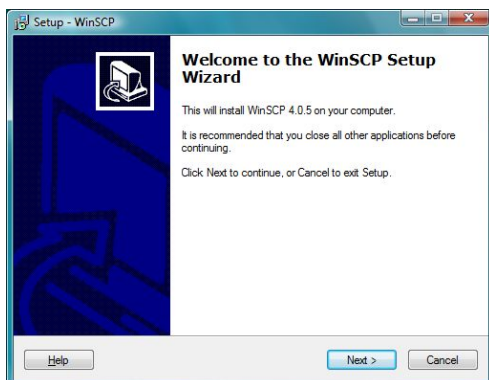 Setup - WinSCP
Welcome to the WinSCP Setup
Wizard
This will install WinSCP 4.0.5 on your computer.
It is recommended that you close all other applications before
continuing.
Click Next to continue, or Cancel to exit Setup.
Help
Next >
Cancel